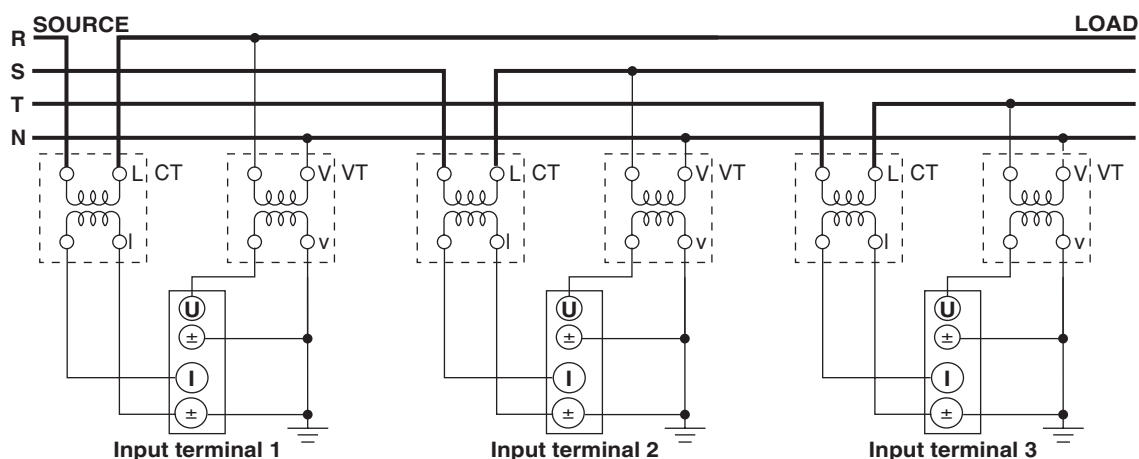 SOURCE LOAD
R
S
T
N
L CT V VT L CT V VT L CT V VT
l v l v l v
U U U
± ± ±
I I I
± ± ±
Input terminal 1 Input terminal 2 Input terminal 3